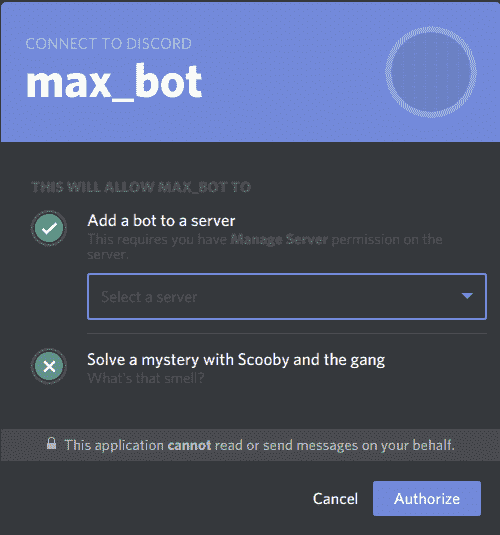 CONNECT TO DISCORD
max_bot
THIS WILL ALLOW MAX_BOT TO
Add a bot to a server
This requires you have Manage Server permission on the
server.
Select a server
Solve a mystery with Scooby and the gang
What's that smell?
This application cannot read or send messages on your behalf.
Cancel
Authorize